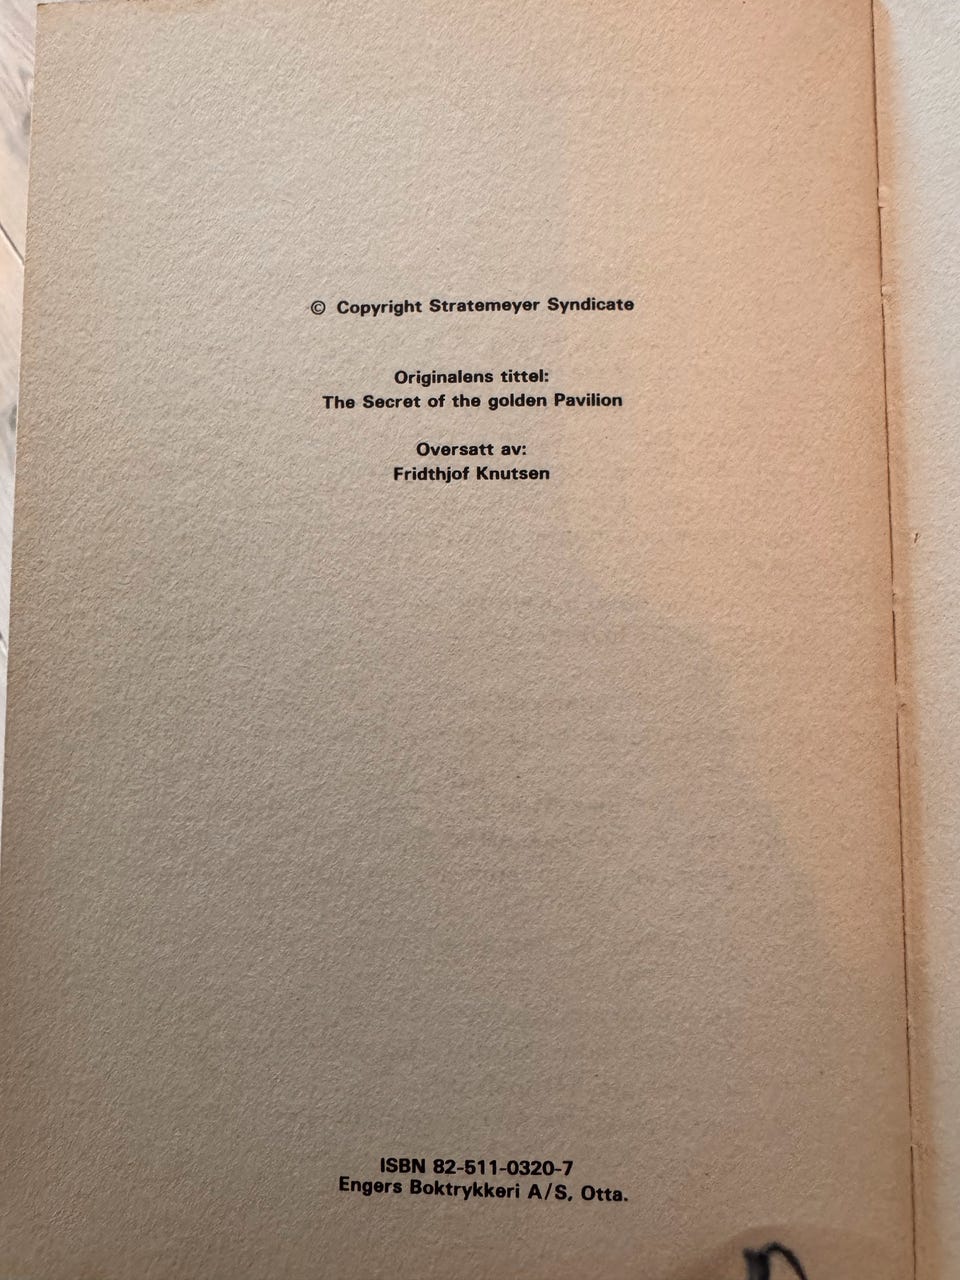 © Copyright Stratemeyer Syndicate
Originalens tittel:
The Secret of the golden Pavilion
Oversatt av:
Fridthjof Knutsen
ISBN 82-511-0320-7
Engers Boktrykkeri A/S, Otta.